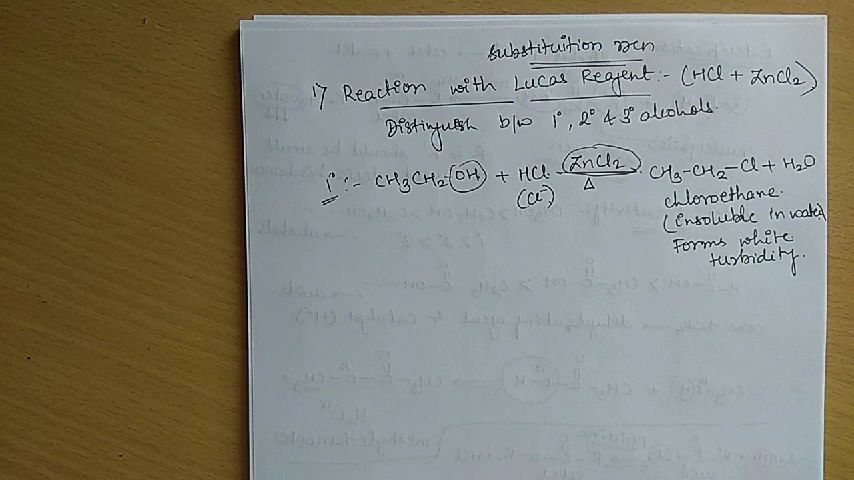 substituition rxn
1) Reaction with Lucas Reagent:- (HCl + ZnCl2)
Distinguish b/w 1°, 2° & 3° alcohols.
1° :- CH3CH2-OH + HCl ZnCl2 CH3-CH2-Cl + H2O
(Cl-) Δ
chloroethane.
(insoluble in water)
Forms white
turbidity.